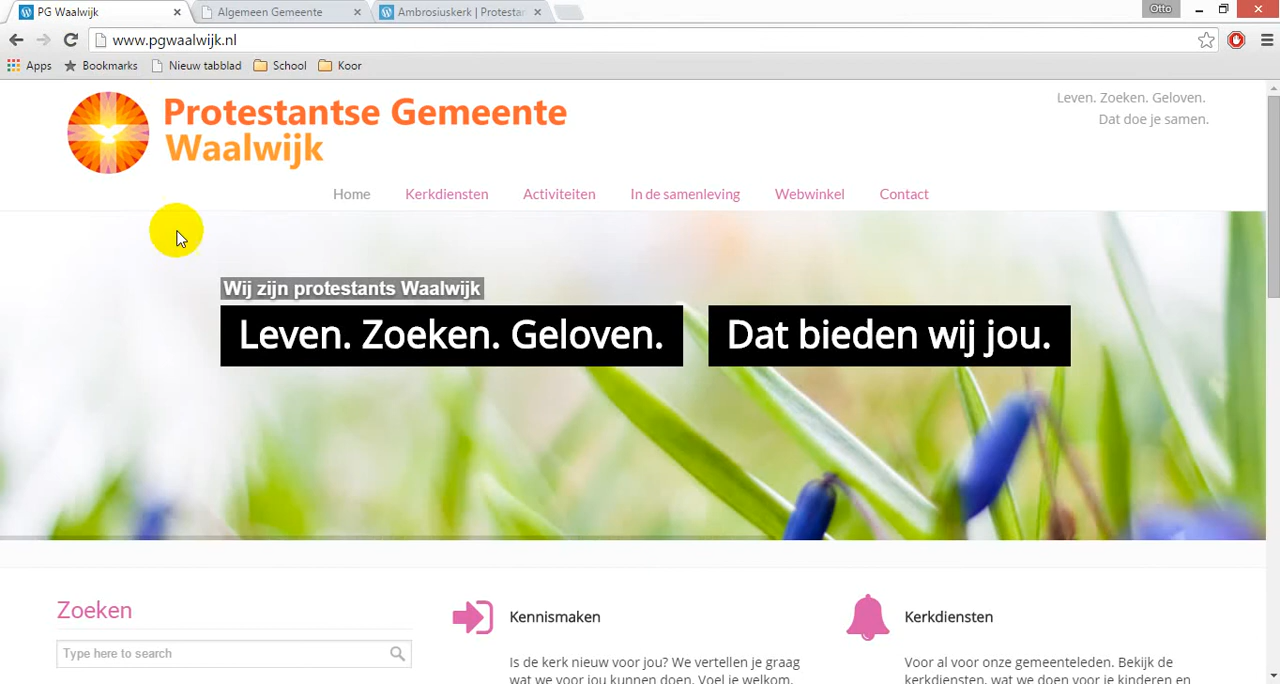 PG Waalwijk
Algemeen Gemeente
Ambrosiuskerk | Protestan
Otto
www.pgwaalwijk.nl
Apps
Bookmarks
Nieuw tabblad
School
Koor
Protestantse Gemeente
Waalwijk
Leven. Zoeken. Geloven.
Dat doe je samen.
Home
Kerkdiensten
Activiteiten
In de samenleving
Webwinkel
Contact
Wij zijn protestants Waalwijk
Leven. Zoeken. Geloven.
Dat bieden wij jou.
Zoeken
Type here to search
Kennismaken
Is de kerk nieuw voor jou? We vertellen je graag
wat we voor jou kunnen doen. Voel je welkom.
Kerkdiensten
Voor al voor onze gemeenteleden. Bekijk de
kerkdiensten, wat we doen voor je kinderen en